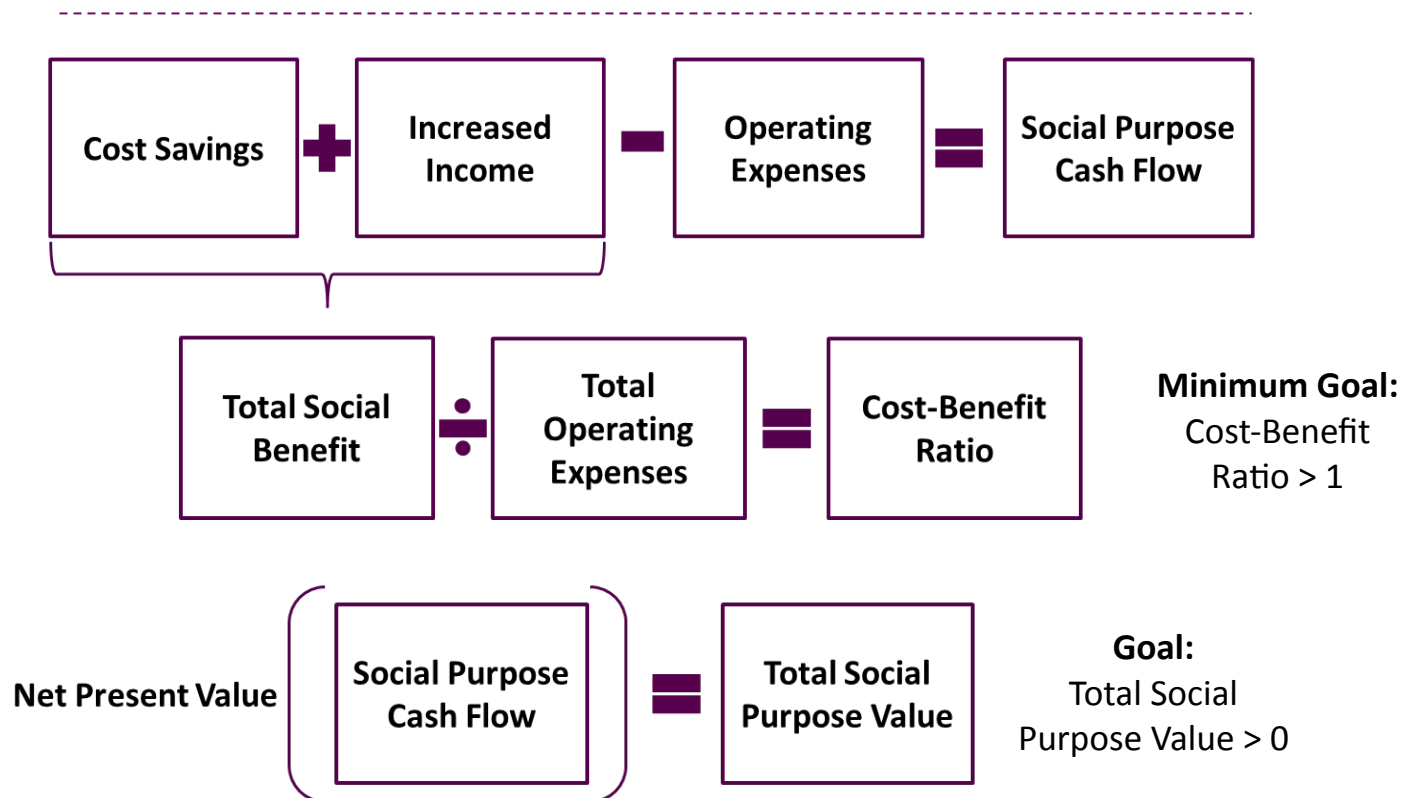 Cost Savings
Increased
Income
Operating
Expenses
Social Purpose
Cash Flow
Total Social
Benefit
Total
Operating
Expenses
Cost-Benefit
Ratio
Minimum Goal:
Cost-Benefit
Ratio > 1
Net Present Value
Social Purpose
Cash Flow
Total Social
Purpose Value
Goal:
Total Social
Purpose Value > 0